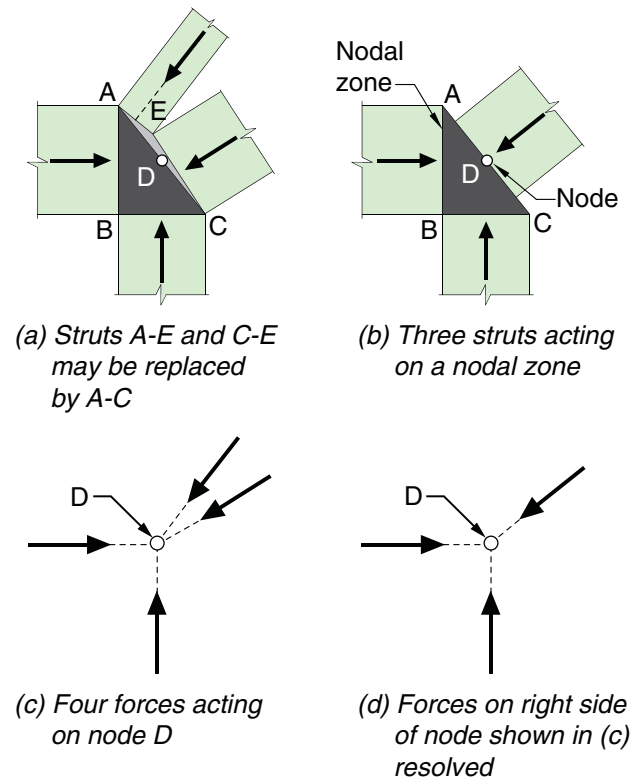 A
E
D
B
C
(a) Struts A-E and C-E
may be replaced
by A-C
Nodal
zone
A
D
Node
B
C
(b) Three struts acting
on a nodal zone
D
(c) Four forces acting
on node D
D
(d) Forces on right side
of node shown in (c)
resolved